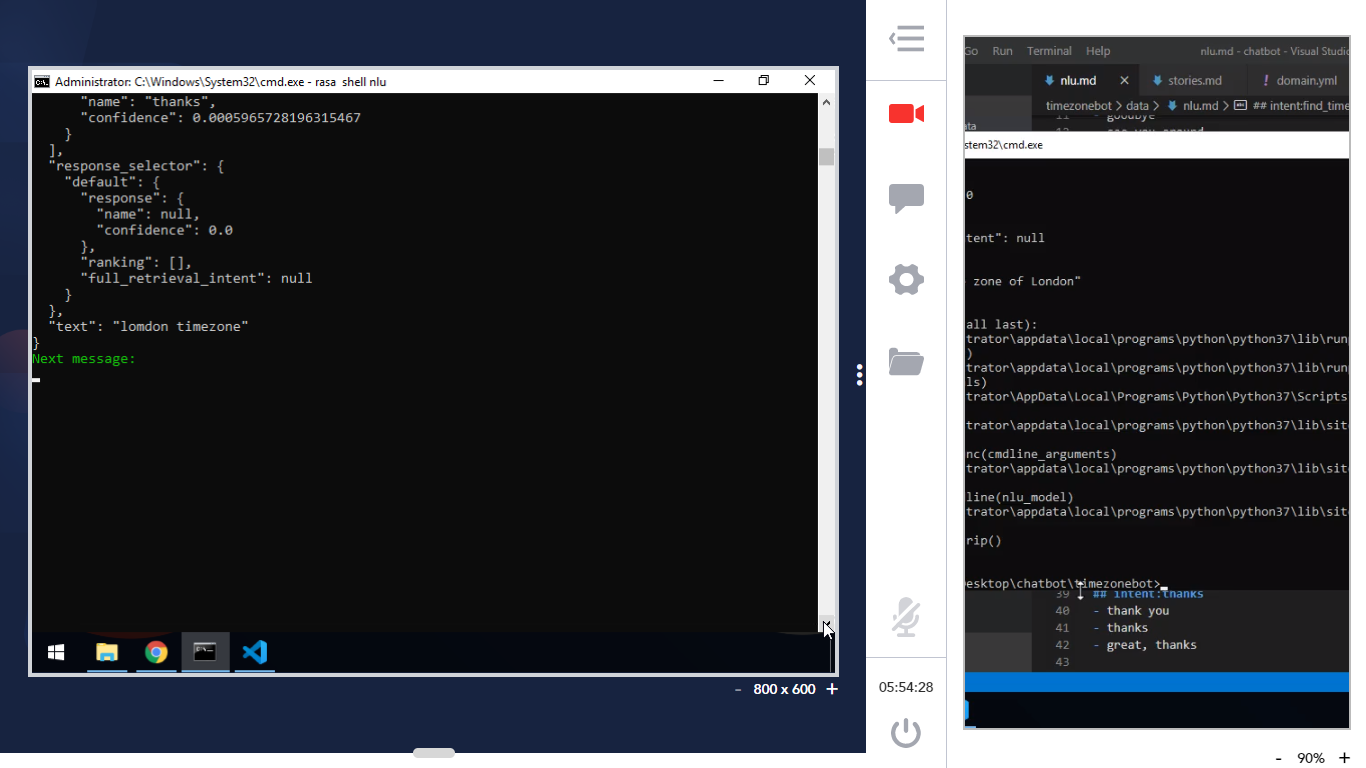 Administrator: C:\Windows\System32\cmd.exe - rasa shell nlu
"name": "thanks",
"confidence": 0.0005965728196315467
}
],
"response_selector": {
"default": {
"response": {
"name": null,
"confidence": 0.0
},
"ranking": [],
"full_retrieval_intent": null
}
},
"text": "lomdon timezone"
}
Next message:
- 800 x 600 +
05:54:28
Go Run Terminal Help nlu.md - chatbot - Visual Studio
nlu.md stories.md ! domain.yml
timezonebot > data > nlu.md > ## intent:find_time
ata
11 - goodbye
12 - see you around
stem32\cmd.exe
0
tent": null
zone of London"
all last):
trator\appdata\local\programs\python\python37\lib\run
)
trator\appdata\local\programs\python\python37\lib\run
ls)
trator\AppData\Local\Programs\Python\Python37\Scripts
trator\appdata\local\programs\python\python37\lib\sit
nc(cmdline_arguments)
trator\appdata\local\programs\python\python37\lib\sit
line(nlu_model)
trator\appdata\local\programs\python\python37\lib\sit
rip()
esktop\chatbot\timezonebot>
39 ## intent:thanks
40 - thank you
41 - thanks
42 - great, thanks
43
- 90% +